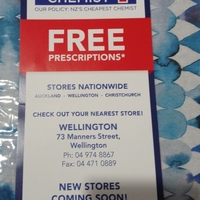 CHEMIST
OUR POLICY: NZ'S CHEAPEST CHEMIST
FREE
PRESCRIPTIONS*
STORES NATIONWIDE
AUCKLAND - WELLINGTON - CHRISTCHURCH
CHECK OUT YOUR NEAREST STORE!
WELLINGTON
73 Manners Street,
Wellington
Ph: 04 974 8867
Fax: 04 471 0889
NEW STORES
COMING SOON!